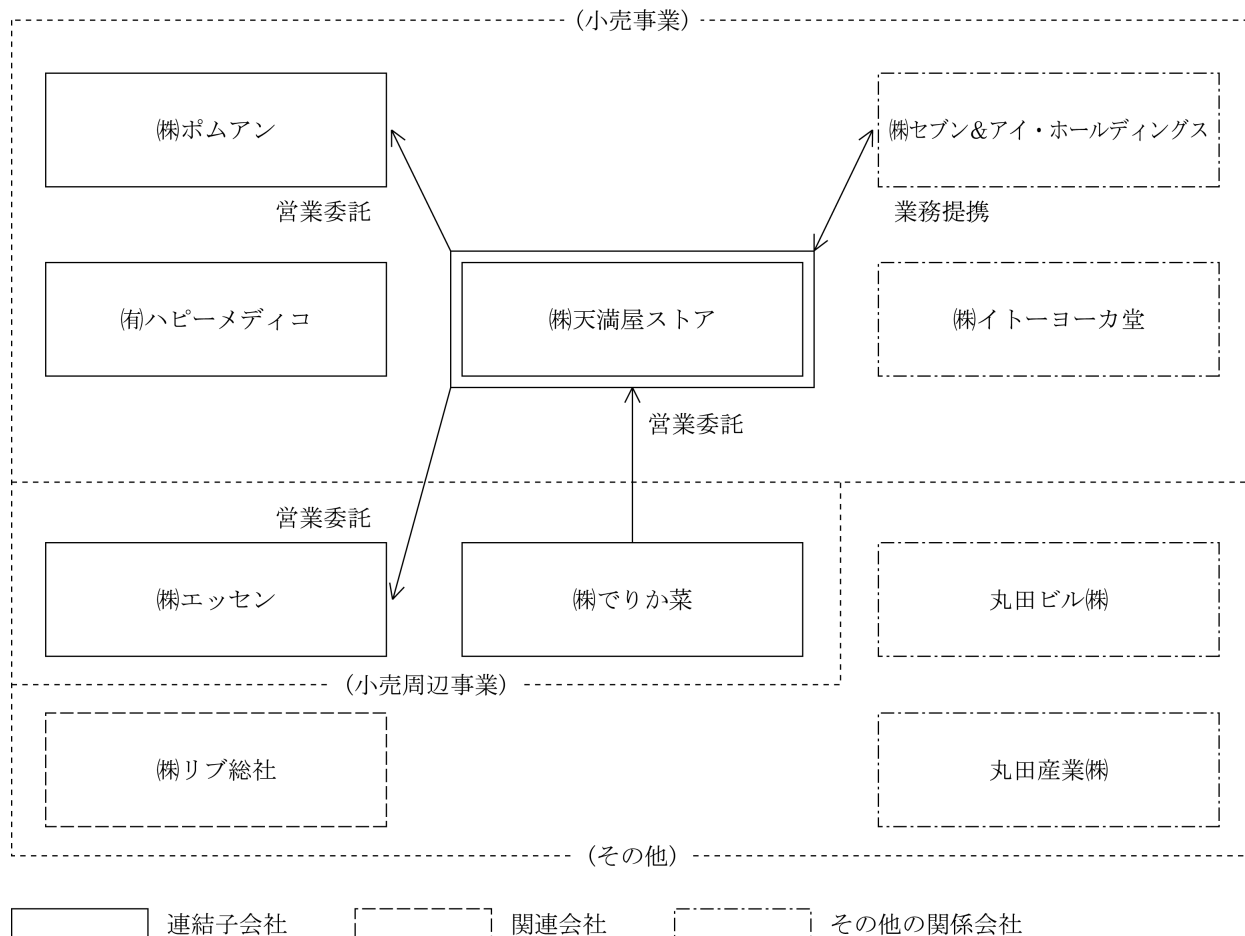 (小売事業)
㈱ポムアン
㈱セブン&アイ・ホールディングス
営業委託
業務提携
㈲ハピーメディコ
㈱天満屋ストア
㈱イトーヨーカ堂
営業委託
営業委託
㈱エッセン
㈱でりか菜
丸田ビル㈱
(小売周辺事業)
㈱リブ総社
丸田産業㈱
(その他)
連結子会社
関連会社
その他の関係会社